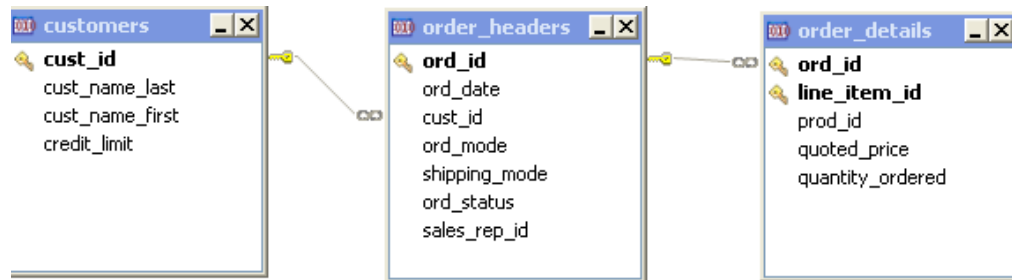 customers
cust_id
cust_name_last
cust_name_first
credit_limit
order_headers
ord_id
ord_date
cust_id
ord_mode
shipping_mode
ord_status
sales_rep_id
order_details
ord_id
line_item_id
prod_id
quoted_price
quantity_ordered